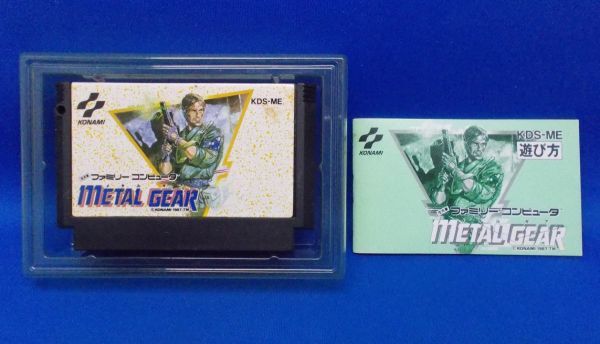 KONAMI
KDS-ME
ファミリー コンピュータ
METAL GEAR
© KONAMI 1987 TM
KONAMI
KDS-ME
遊び方
ファミリー コンピュータ
METAL GEAR
© KONAMI 1987 TM